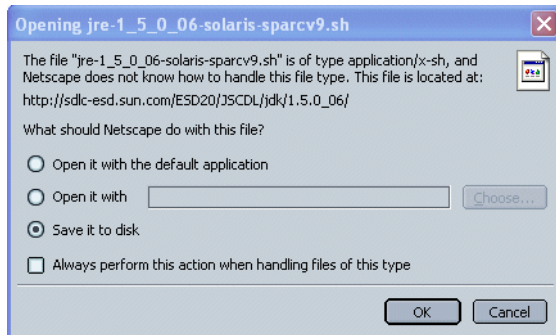 Opening jre-1_5_0_06-solaris-sparcv9.sh
The file "jre-1_5_0_06-solaris-sparcv9.sh" is of type application/x-sh, and
Netscape does not know how to handle this file type. This file is located at:
http://sdlc-esd.sun.com/ESD20/JSCDL/jdk/1.5.0_06/
What should Netscape do with this file?
Open it with the default application
Open it with
Choose...
Save it to disk
Always perform this action when handling files of this type
OK
Cancel